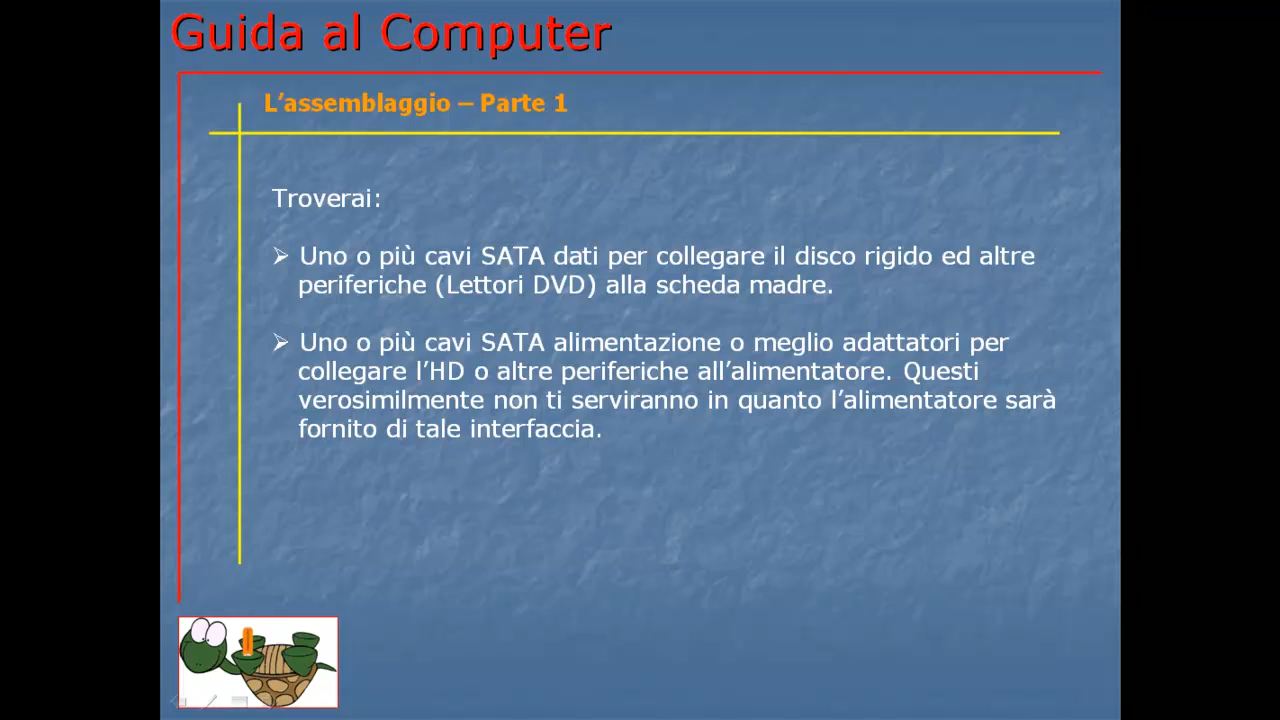 Guida al Computer
L’assemblaggio – Parte 1
Troverai:
➢ Uno o più cavi SATA dati per collegare il disco rigido ed altre
periferiche (Lettori DVD) alla scheda madre.
➢ Uno o più cavi SATA alimentazione o meglio adattatori per
collegare l’HD o altre periferiche all’alimentatore. Questi
verosimilmente non ti serviranno in quanto l’alimentatore sarà
fornito di tale interfaccia.